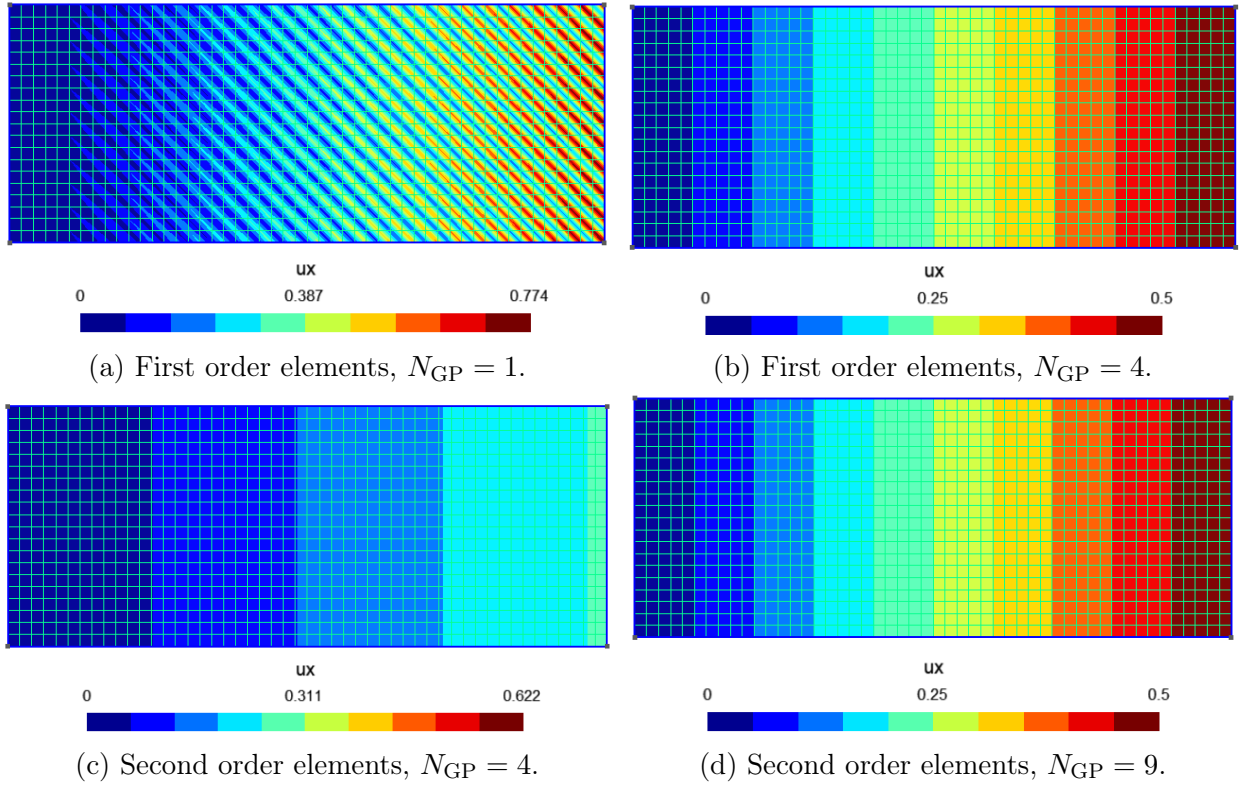 ux
0 0.387 0.774
(a) First order elements, N_GP = 1.
ux
0 0.25 0.5
(b) First order elements, N_GP = 4.
ux
0 0.311 0.622
(c) Second order elements, N_GP = 4.
ux
0 0.25 0.5
(d) Second order elements, N_GP = 9.